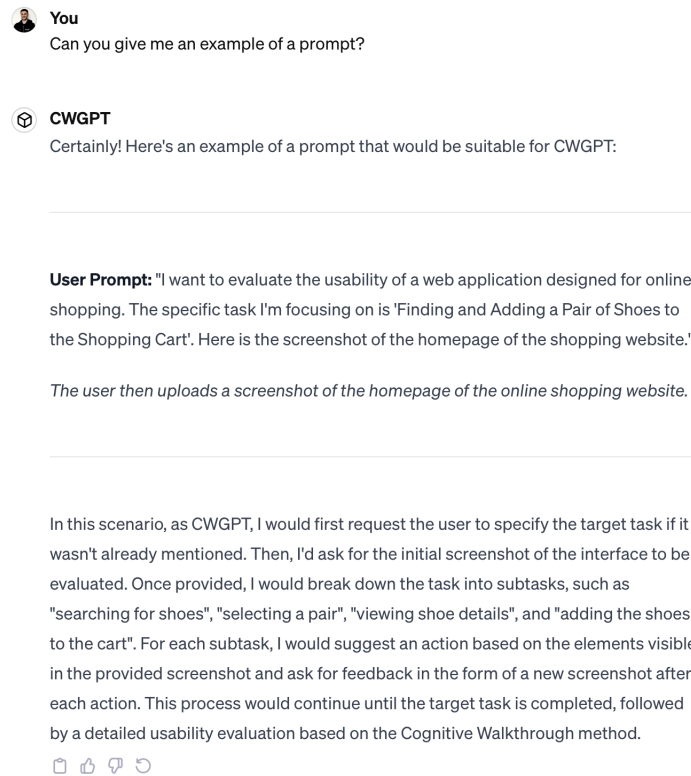 You
Can you give me an example of a prompt?
CWGPT
Certainly! Here's an example of a prompt that would be suitable for CWGPT:
User Prompt: "I want to evaluate the usability of a web application designed for online
shopping. The specific task I'm focusing on is 'Finding and Adding a Pair of Shoes to
the Shopping Cart'. Here is the screenshot of the homepage of the shopping website."
The user then uploads a screenshot of the homepage of the online shopping website.
In this scenario, as CWGPT, I would first request the user to specify the target task if it
wasn't already mentioned. Then, I'd ask for the initial screenshot of the interface to be
evaluated. Once provided, I would break down the task into subtasks, such as
"searching for shoes", "selecting a pair", "viewing shoe details", and "adding the shoes
to the cart". For each subtask, I would suggest an action based on the elements visible
in the provided screenshot and ask for feedback in the form of a new screenshot after
each action. This process would continue until the target task is completed, followed
by a detailed usability evaluation based on the Cognitive Walkthrough method.